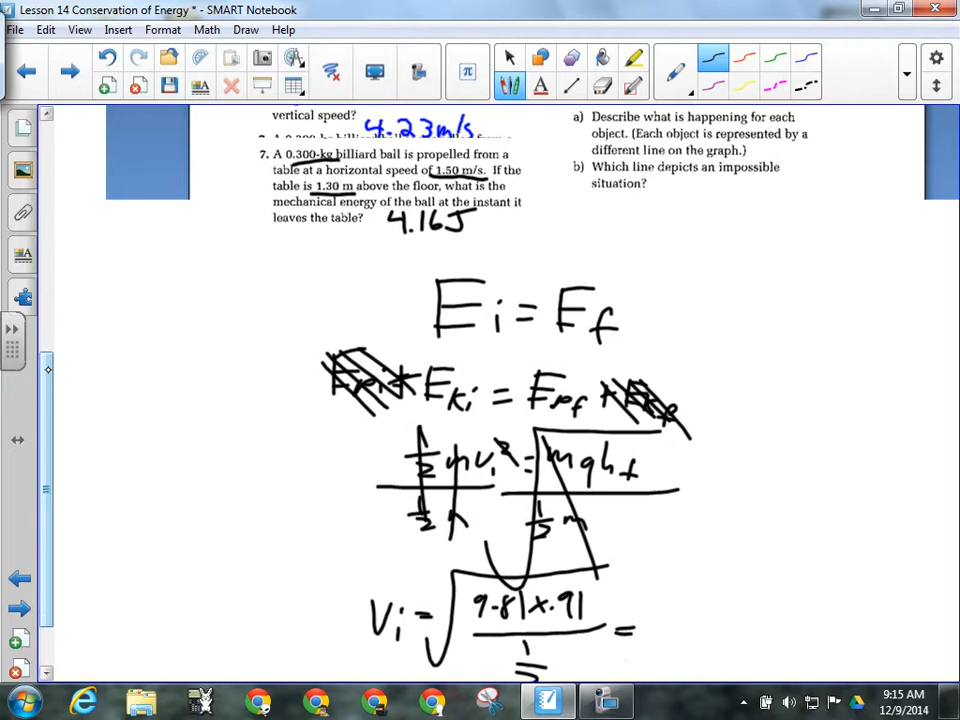 Lesson 14 Conservation of Energy * - SMART Notebook
File Edit View Insert Format Math Draw Help
vertical speed?
4.23m/s
7. A 0.300-kg billiard ball is propelled from a
table at a horizontal speed of 1.50 m/s. If the
table is 1.30 m above the floor, what is the
mechanical energy of the ball at the instant it
leaves the table?
4.16J
a) Describe what is happening for each
object. (Each object is represented by a
different line on the graph.)
b) Which line depicts an impossible
situation?
Ei = Ef
Eki = Epf
½ mvi² = √mghf
½ m ½ m
Vi = √9.81 x .91 =
9:15 AM
12/9/2014